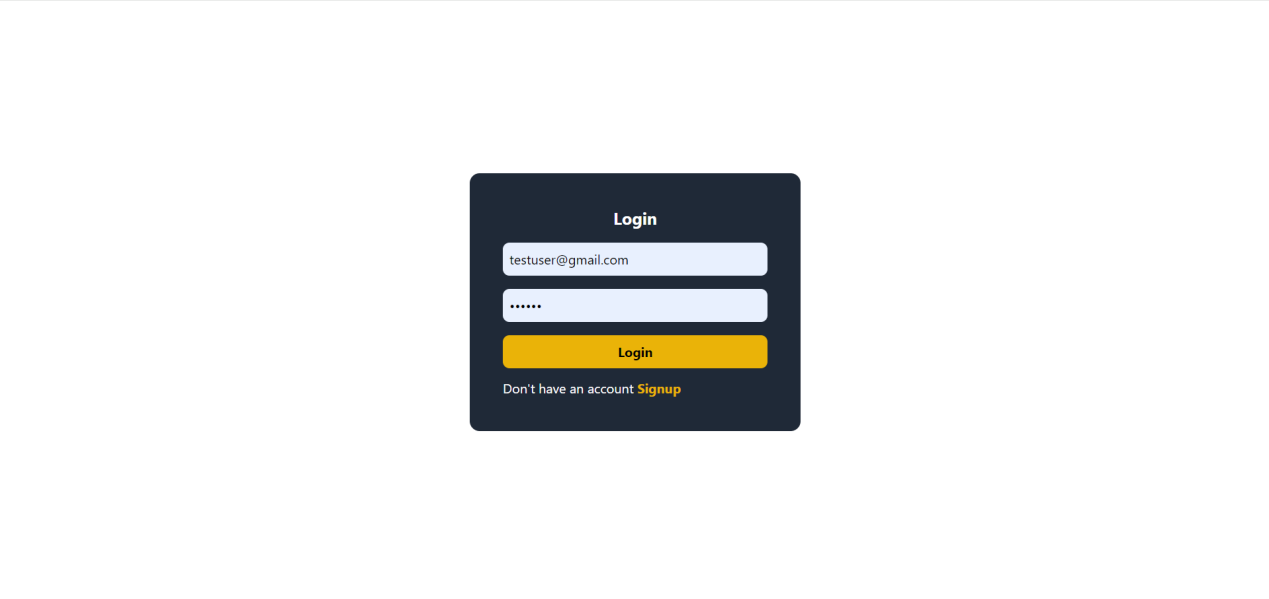 Login
testuser@gmail.com
••••••
Login
Don't have an account Signup